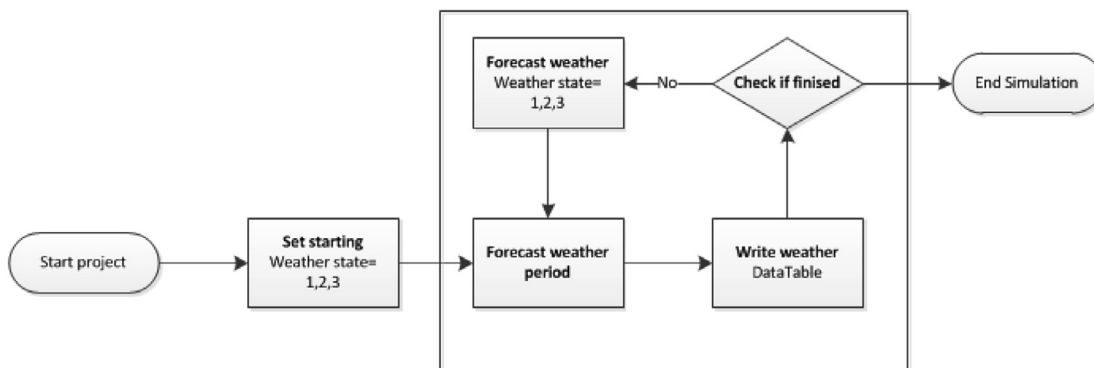 Forecast weather
Weather state=
1,2,3
No
Check if finised
End Simulation
Start project
Set starting
Weather state=
1,2,3
Forecast weather
period
Write weather
DataTable